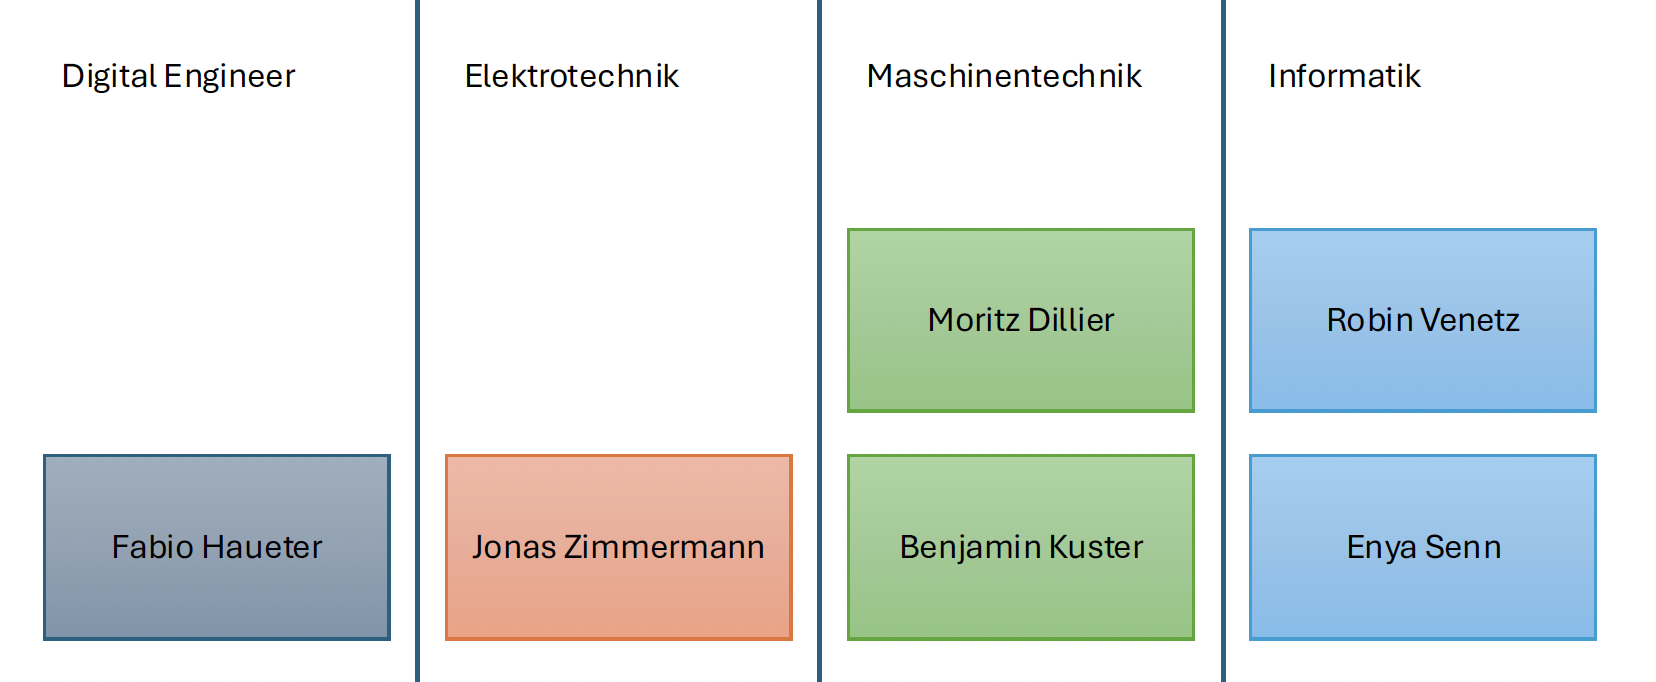 Digital Engineer
Elektrotechnik
Maschinentechnik
Informatik
Moritz Dillier
Robin Venetz
Fabio Haueter
Jonas Zimmermann
Benjamin Kuster
Enya Senn